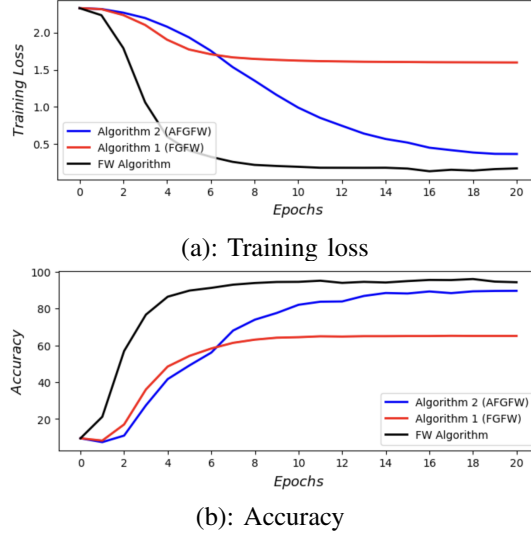 2.0
1.5
1.0
0.5
Training Loss
Algorithm 2 (AFGFW)
Algorithm 1 (FGFW)
FW Algorithm
0 2 4 6 8 10 12 14 16 18 20
Epochs
(a): Training loss
100
80
60
40
20
Accuracy
Algorithm 2 (AFGFW)
Algorithm 1 (FGFW)
FW Algorithm
0 2 4 6 8 10 12 14 16 18 20
Epochs
(b): Accuracy